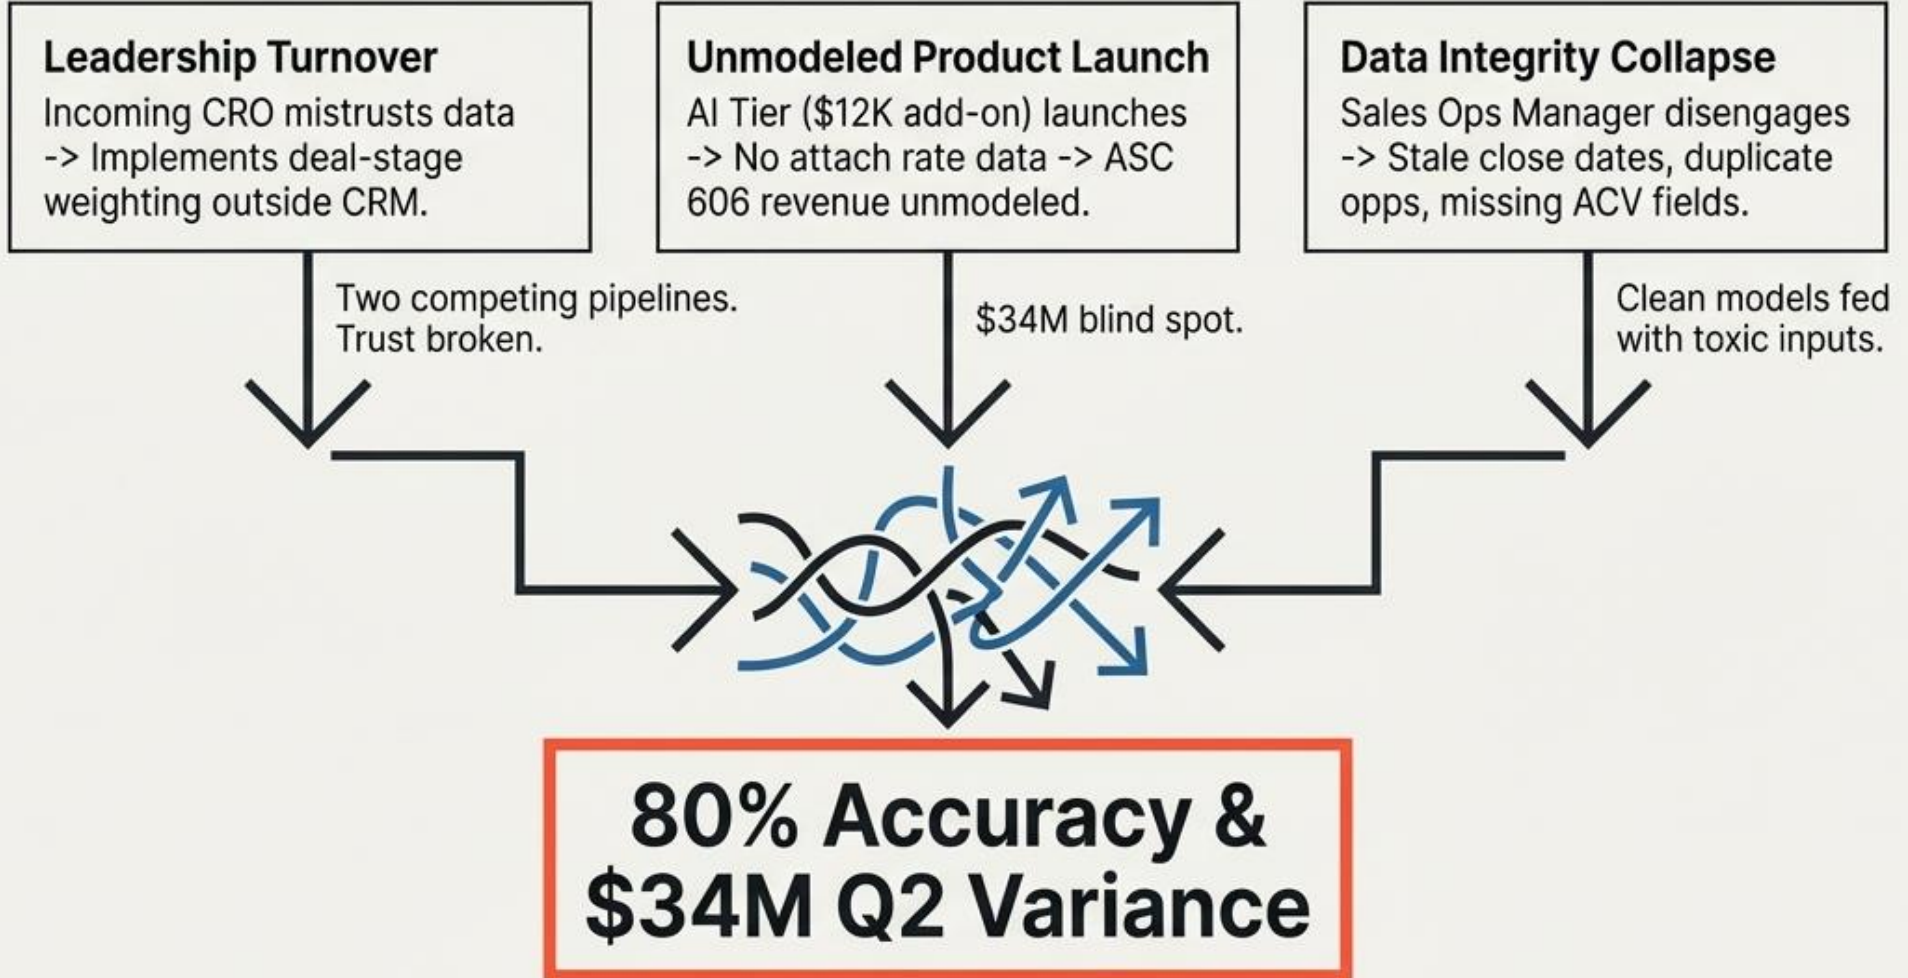 Leadership Turnover
Incoming CRO mistrusts data
-> Implements deal-stage
weighting outside CRM.
Unmodeled Product Launch
AI Tier ($12K add-on) launches
-> No attach rate data -> ASC
606 revenue unmodeled.
Data Integrity Collapse
Sales Ops Manager disengages
-> Stale close dates, duplicate
opps, missing ACV fields.
Two competing pipelines.
Trust broken.
$34M blind spot.
Clean models fed
with toxic inputs.
80% Accuracy &
$34M Q2 Variance